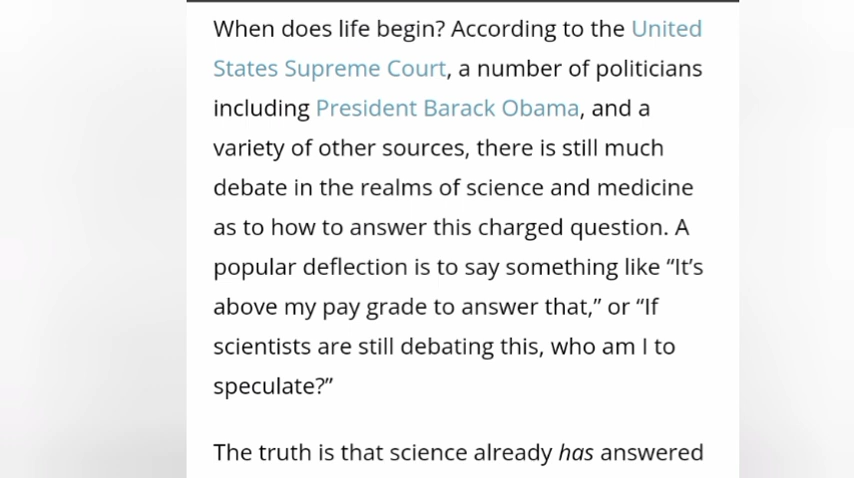 When does life begin? According to the United
States Supreme Court, a number of politicians
including President Barack Obama, and a
variety of other sources, there is still much
debate in the realms of science and medicine
as to how to answer this charged question. A
popular deflection is to say something like “It’s
above my pay grade to answer that,” or “If
scientists are still debating this, who am I to
speculate?”
The truth is that science already has answered